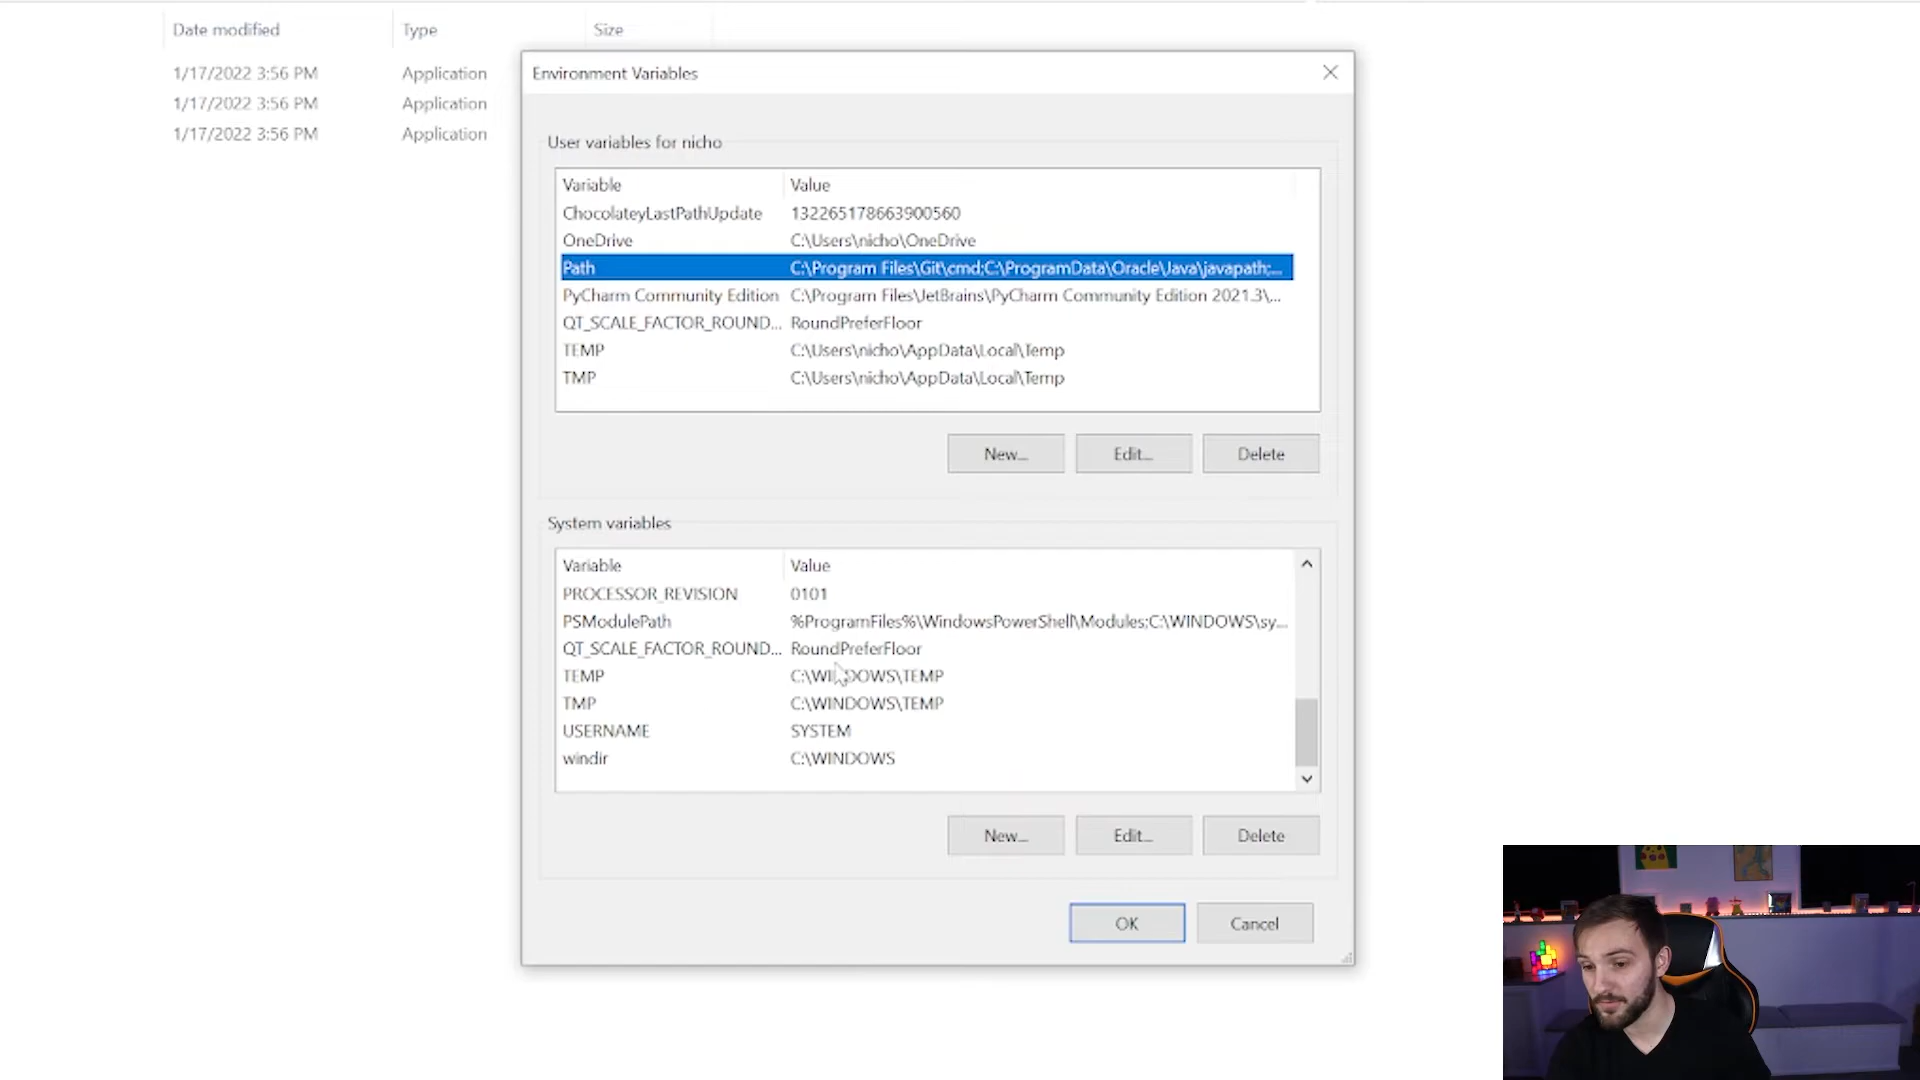 Date modified Type Size
1/17/2022 3:56 PM Application
1/17/2022 3:56 PM Application
1/17/2022 3:56 PM Application
Environment Variables
User variables for nicho
Variable Value
ChocolateyLastPathUpdate 132265178663900560
OneDrive C:\Users\nicho\OneDrive
Path C:\Program Files\Git\cmd;C:\ProgramData\Oracle\Java\javapath;...
PyCharm Community Edition C:\Program Files\JetBrains\PyCharm Community Edition 2021.3\...
QT_SCALE_FACTOR_ROUND... RoundPreferFloor
TEMP C:\Users\nicho\AppData\Local\Temp
TMP C:\Users\nicho\AppData\Local\Temp
New... Edit... Delete
System variables
Variable Value
PROCESSOR_REVISION 0101
PSModulePath %ProgramFiles%\WindowsPowerShell\Modules;C:\WINDOWS\sy...
QT_SCALE_FACTOR_ROUND... RoundPreferFloor
TEMP C:\WINDOWS\TEMP
TMP C:\WINDOWS\TEMP
USERNAME SYSTEM
windir C:\WINDOWS
New... Edit... Delete
OK Cancel